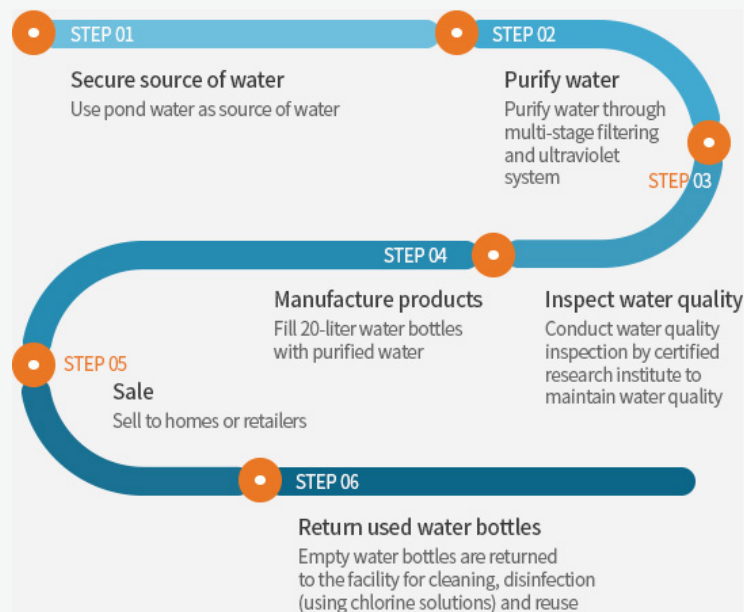 STEP 01
Secure source of water
Use pond water as source of water
STEP 02
Purify water
Purify water through
multi-stage filtering
and ultraviolet
system
STEP 03
Inspect water quality
Conduct water quality
inspection by certified
research institute to
maintain water quality
STEP 04
Manufacture products
Fill 20-liter water bottles
with purified water
STEP 05
Sale
Sell to homes or retailers
STEP 06
Return used water bottles
Empty water bottles are returned
to the facility for cleaning, disinfection
(using chlorine solutions) and reuse